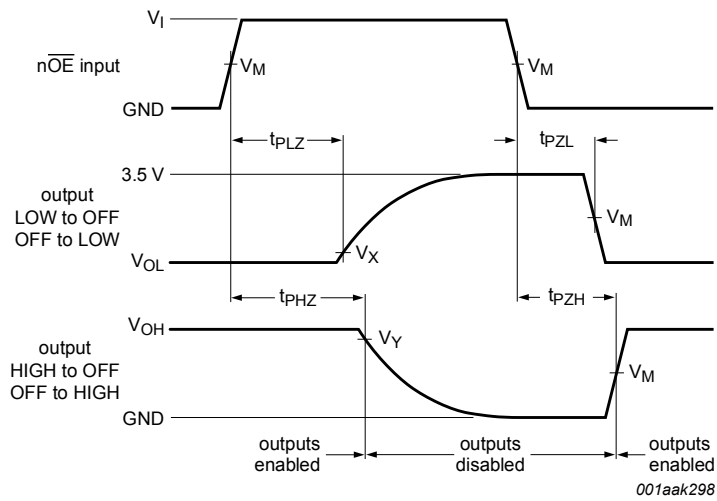 V_I
nO̅E̅ input
V_M
V_M
GND
t_PLZ
t_PZL
3.5 V
output
LOW to OFF
OFF to LOW
V_M
V_X
V_OL
t_PHZ
t_PZH
V_OH
V_Y
output
HIGH to OFF
OFF to HIGH
V_M
GND
outputs
enabled
outputs
disabled
outputs
enabled
001aak298